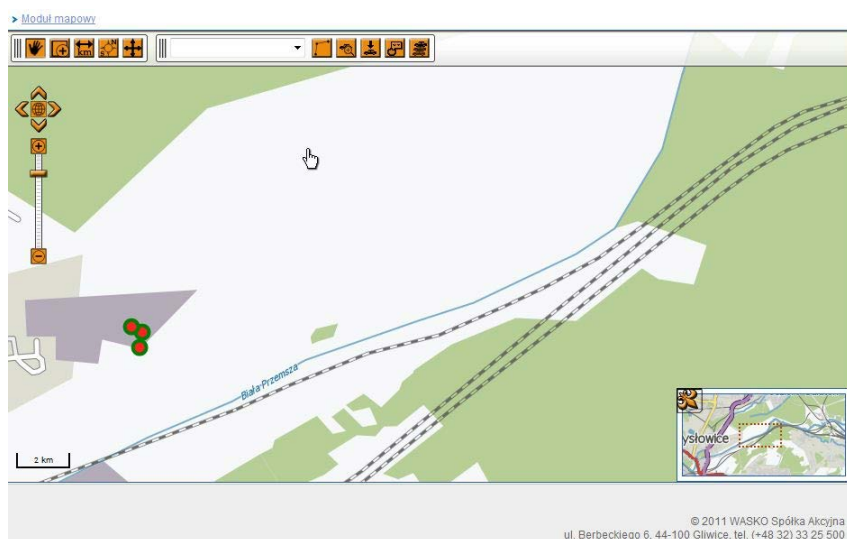 Moduł mapowy
km
N
Biała Przemsza
2 km
ysłowice
© 2011 WASKO Spółka Akcyjna
ul. Berbeckiego 6, 44-100 Gliwice, tel. (+48 32) 33 25 500